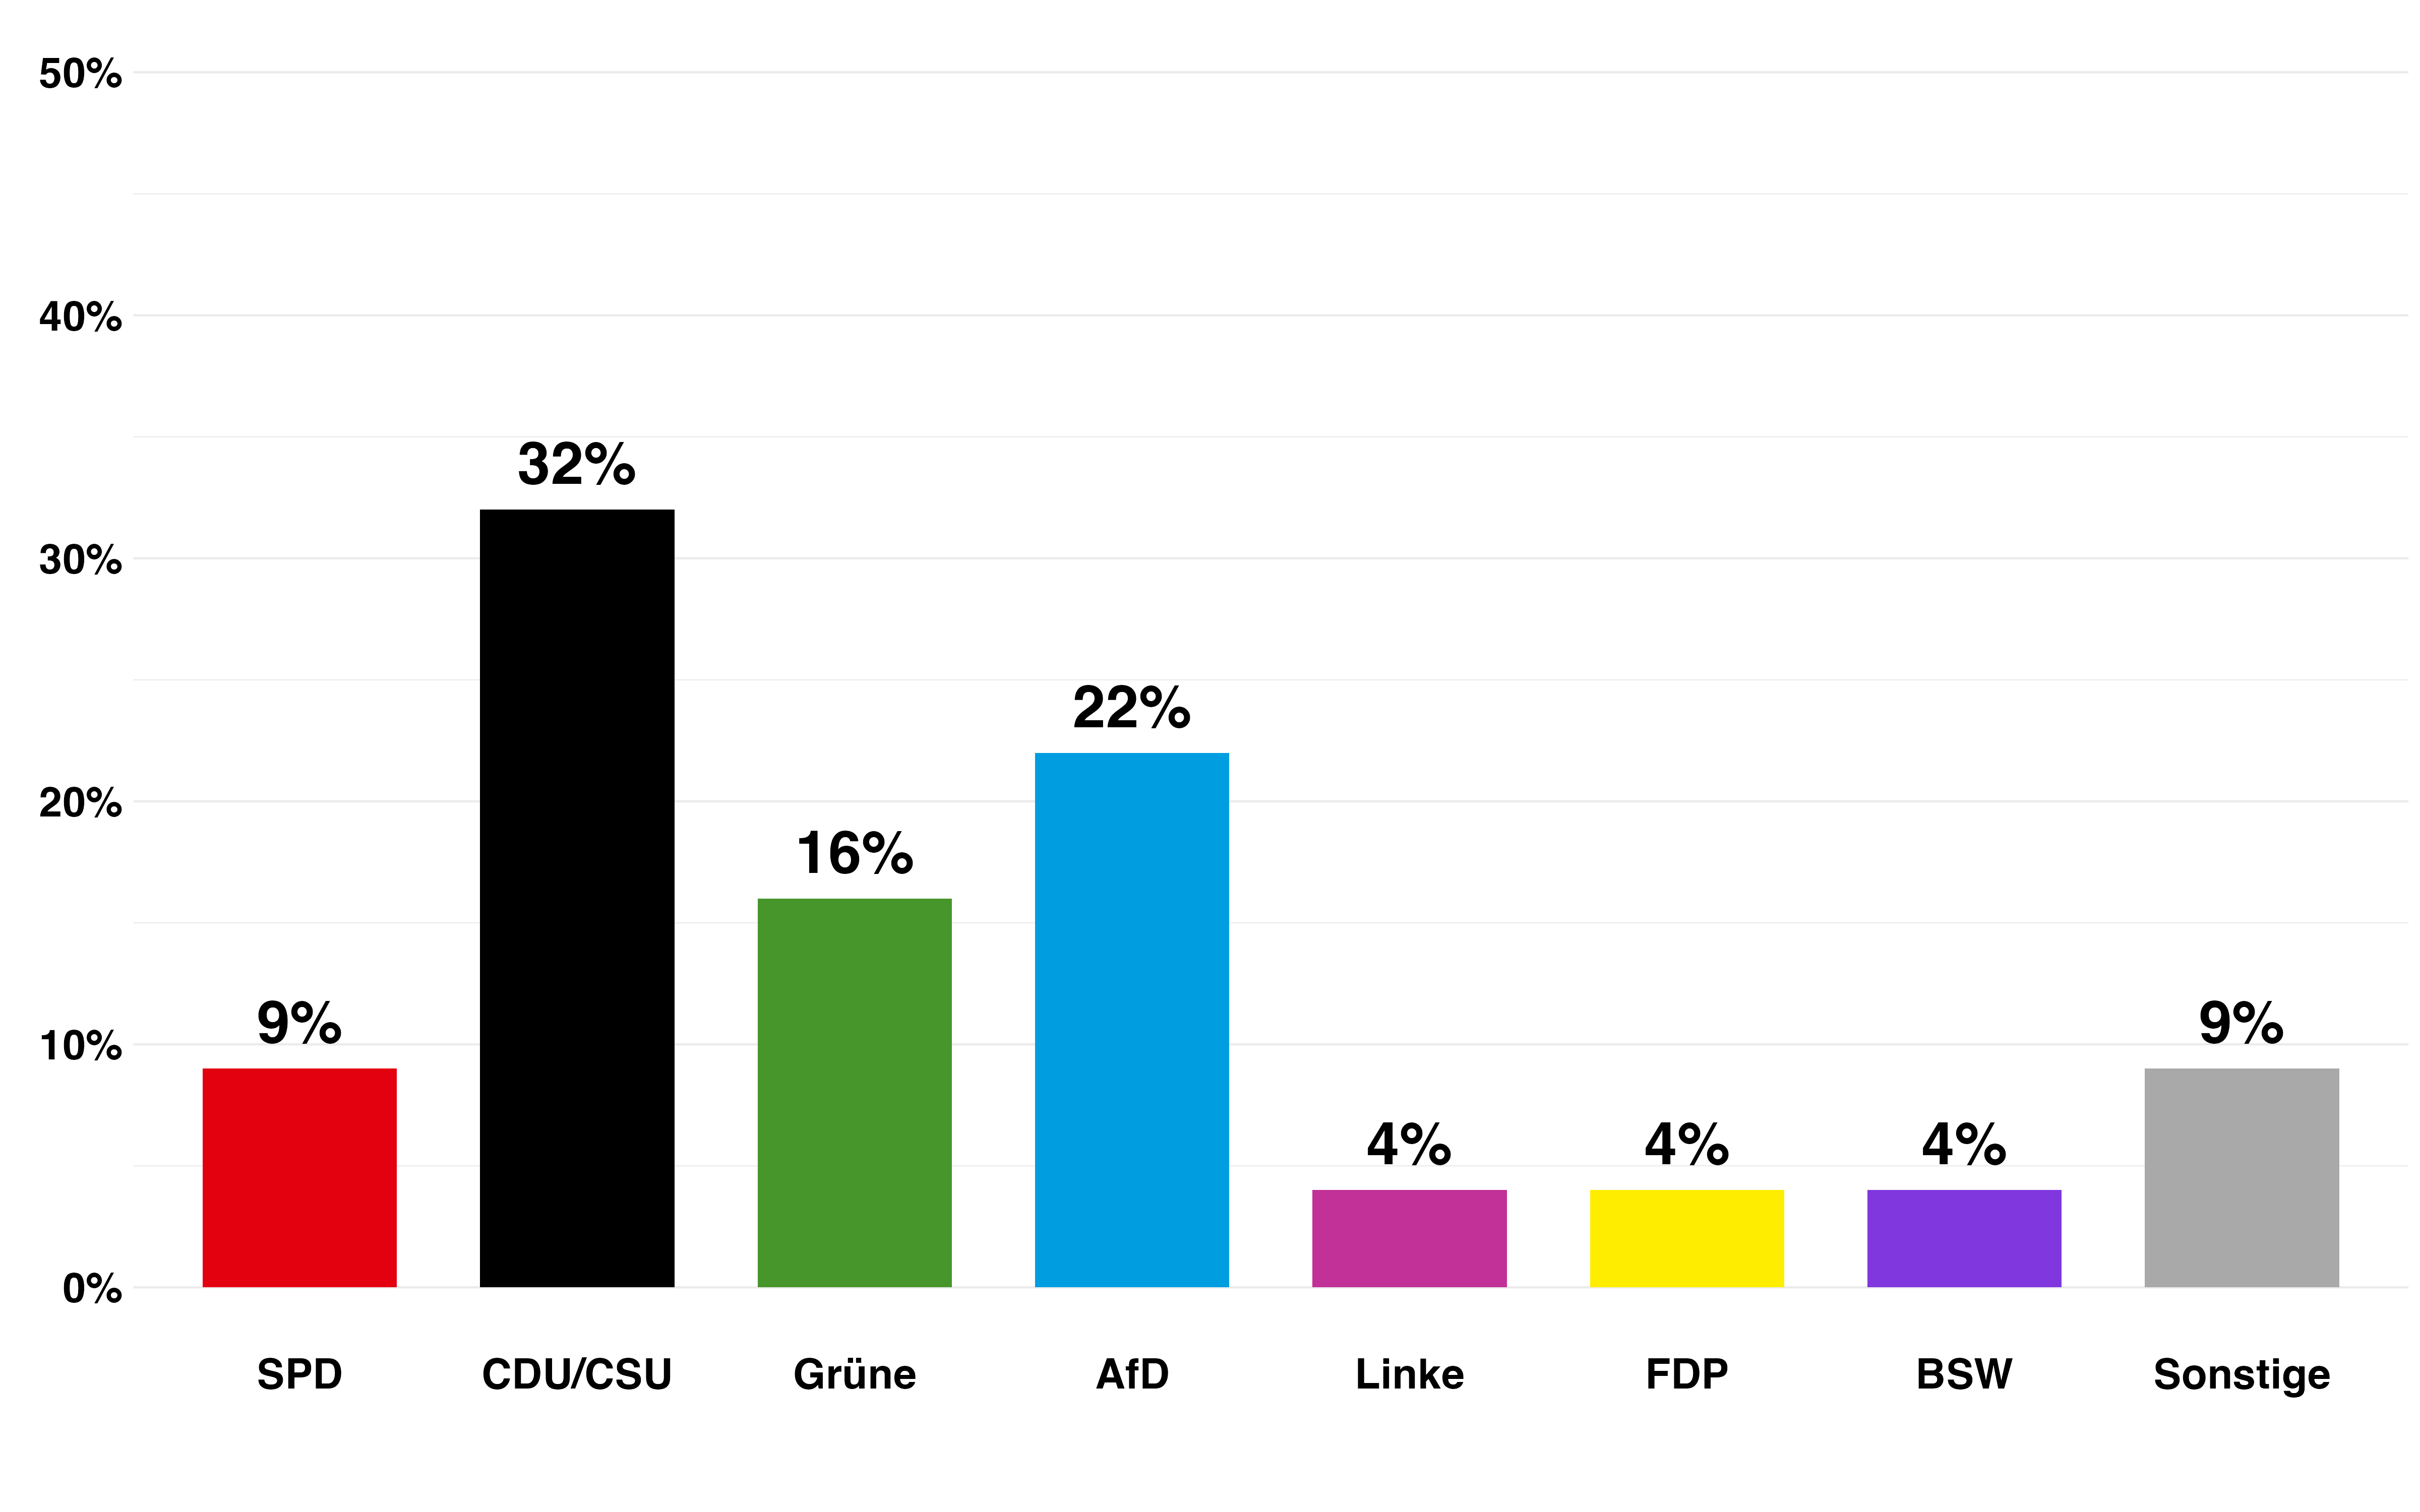 50%
40%
30%
20%
10%
0%
9%
32%
16%
22%
4%
4%
4%
9%
SPD
CDU/CSU
Grüne
AfD
Linke
FDP
BSW
Sonstige